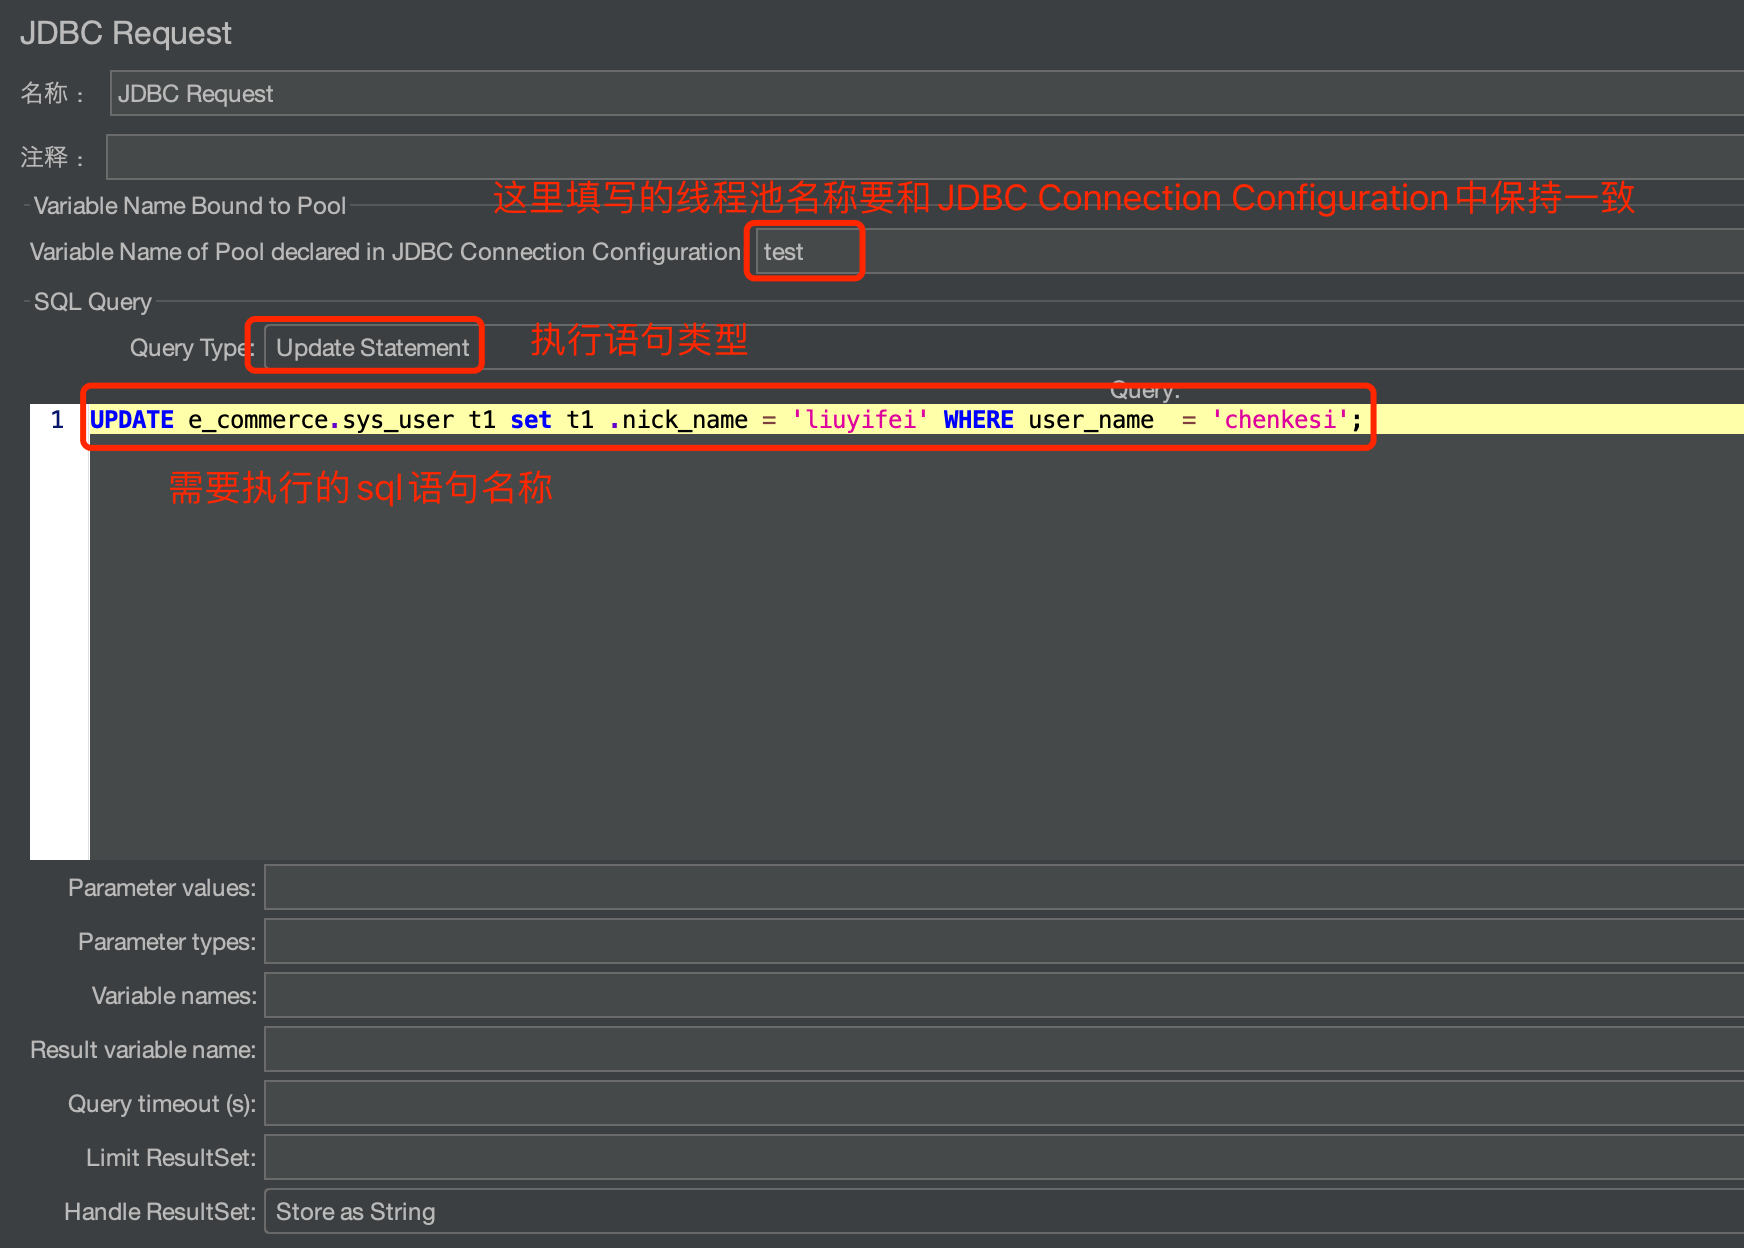 JDBC Request
名称： JDBC Request
注释：
这里填写的线程池名称要和JDBC Connection Configuration中保持一致
Variable Name Bound to Pool
Variable Name of Pool declared in JDBC Connection Configuration test
SQL Query
Query Type: Update Statement 执行语句类型
Query:
1 UPDATE e_commerce.sys_user t1 set t1 .nick_name = 'liuyifei' WHERE user_name  = 'chenkesi';
需要执行的sql语句名称
Parameter values:
Parameter types:
Variable names:
Result variable name:
Query timeout (s):
Limit ResultSet:
Handle ResultSet: Store as String